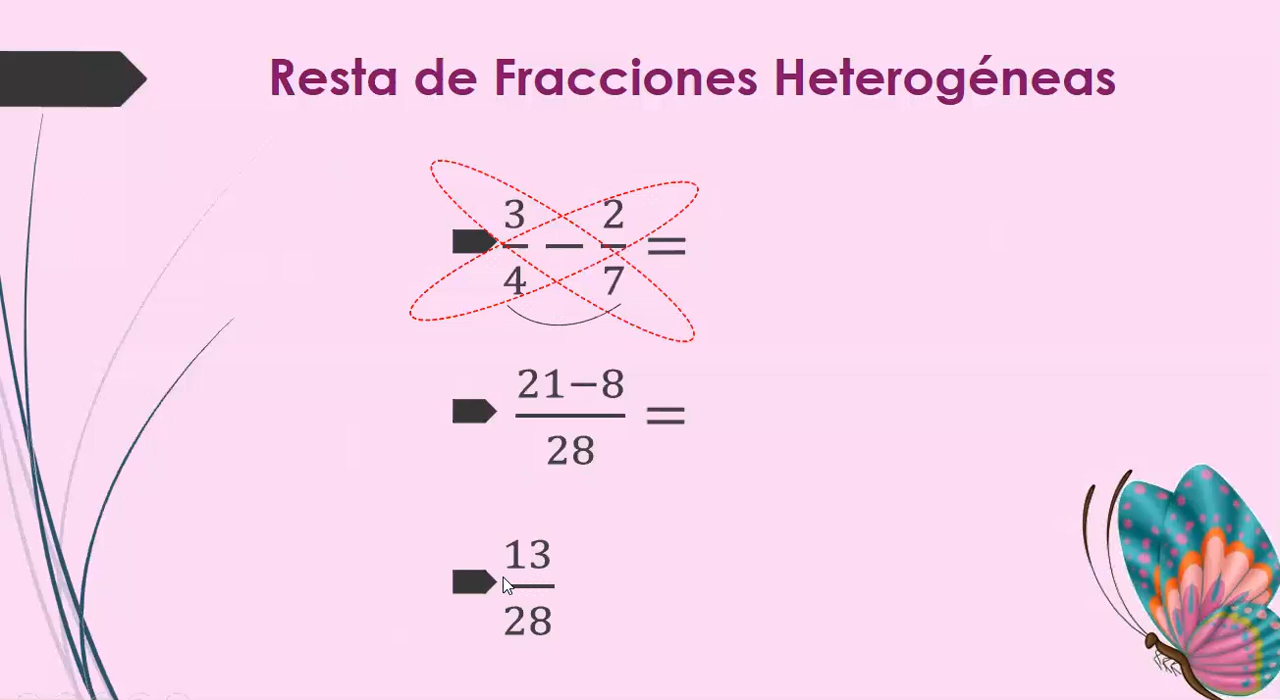 Resta de Fracciones Heterogéneas
3/4 − 2/7 =
21−8/28 =
13/28